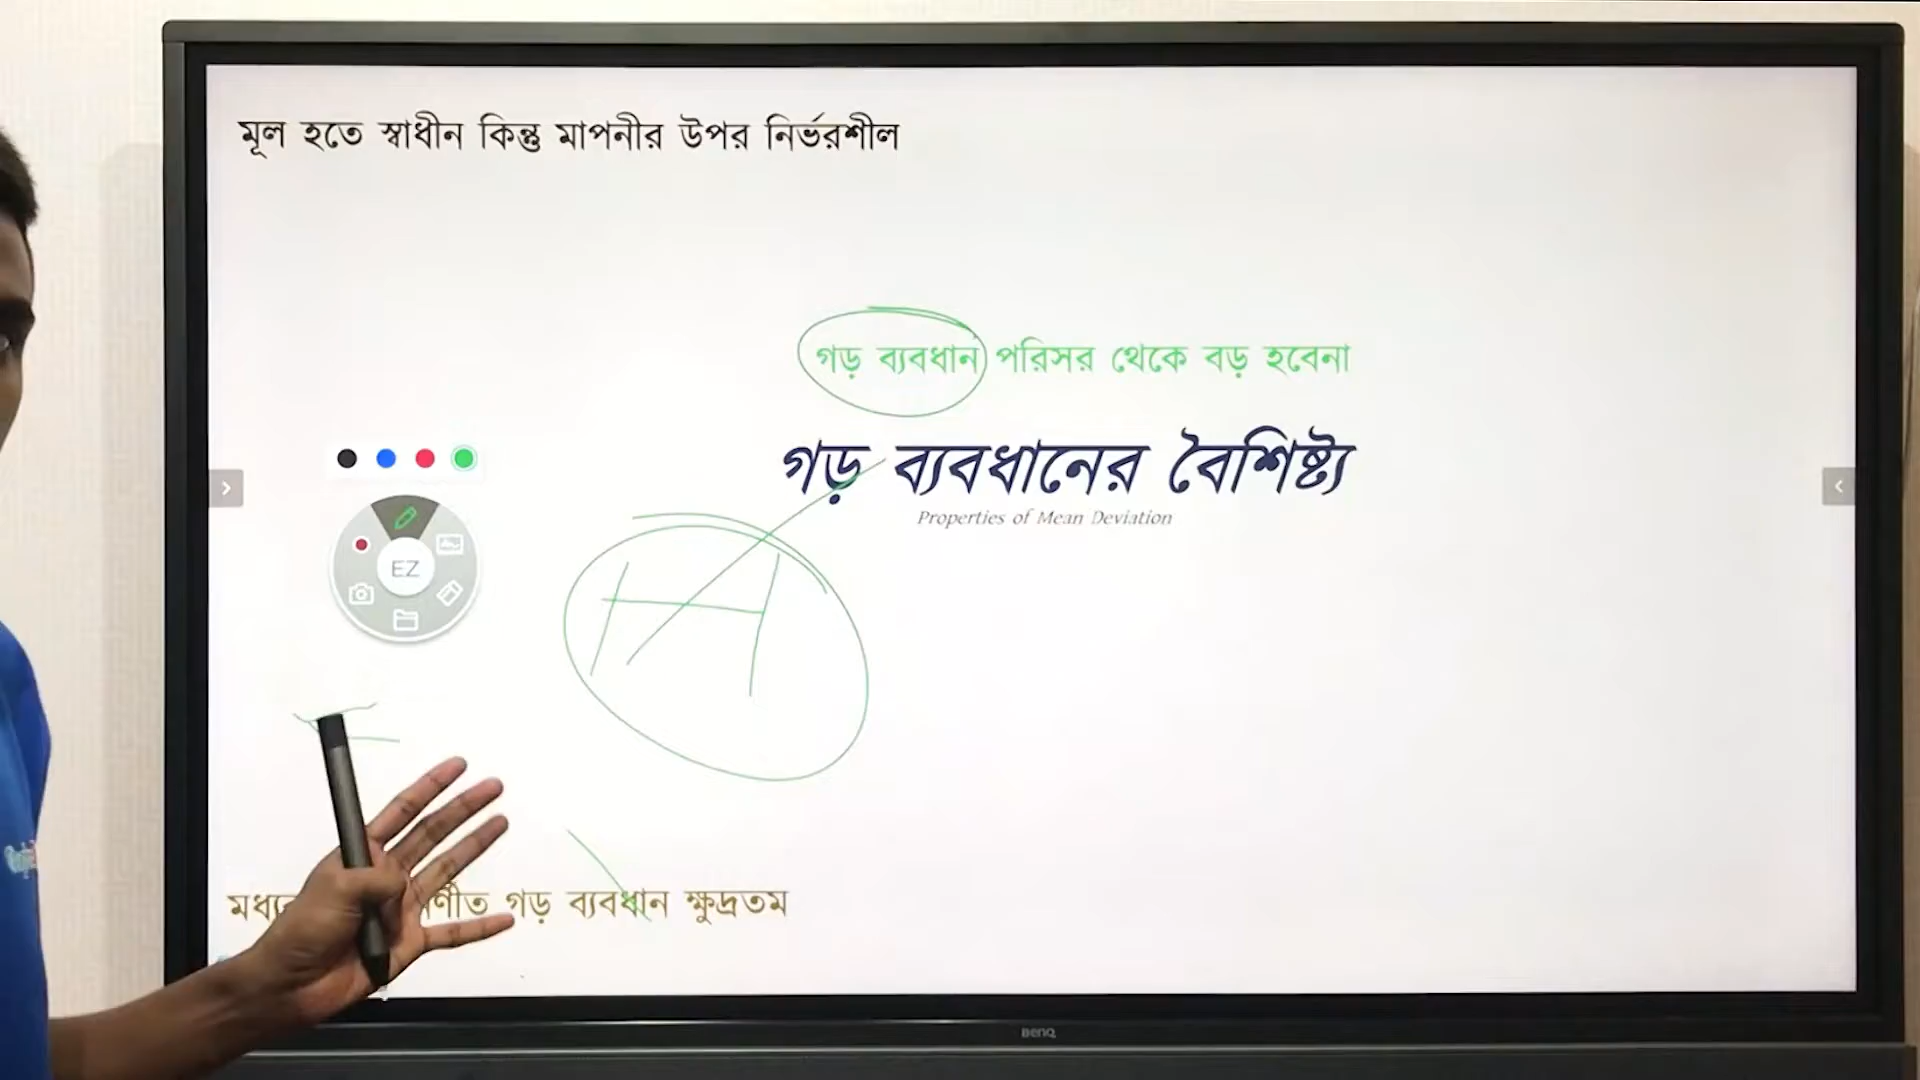 মূল হতে স্বাধীন কিন্তু মাপনীর উপর নির্ভরশীল
গড় ব্যবধান পরিসর থেকে বড় হবেনা
গড় ব্যবধানের বৈশিষ্ট্য
Properties of Mean Deviation
EZ
গড় ব্যবধান ক্ষুদ্রতম
BenQ